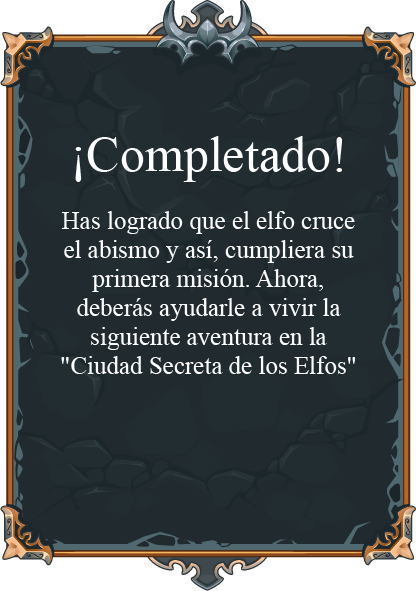 ¡Completado!
Has logrado que el elfo cruce
el abismo y así, cumpliera su
primera misión. Ahora,
deberás ayudarle a vivir la
siguiente aventura en la
"Ciudad Secreta de los Elfos"